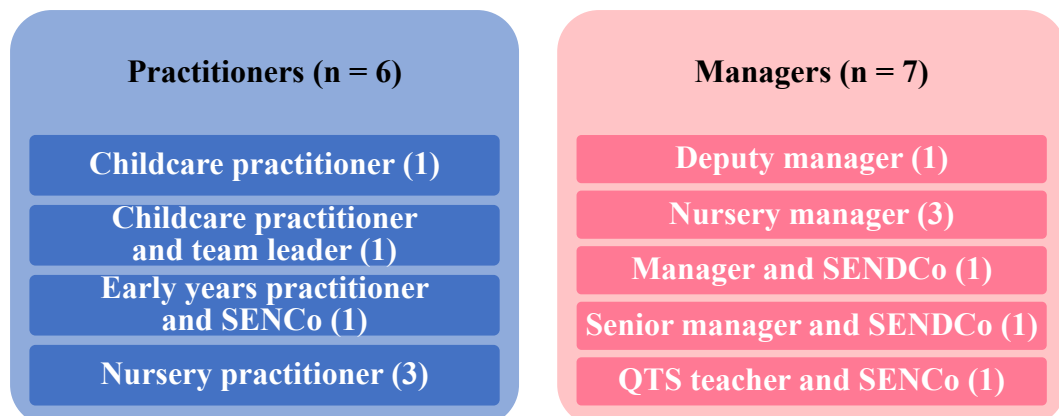 Practitioners (n = 6)
Childcare practitioner (1)
Childcare practitioner
and team leader (1)
Early years practitioner
and SENCo (1)
Nursery practitioner (3)
Managers (n = 7)
Deputy manager (1)
Nursery manager (3)
Manager and SENDCo (1)
Senior manager and SENDCo (1)
QTS teacher and SENCo (1)